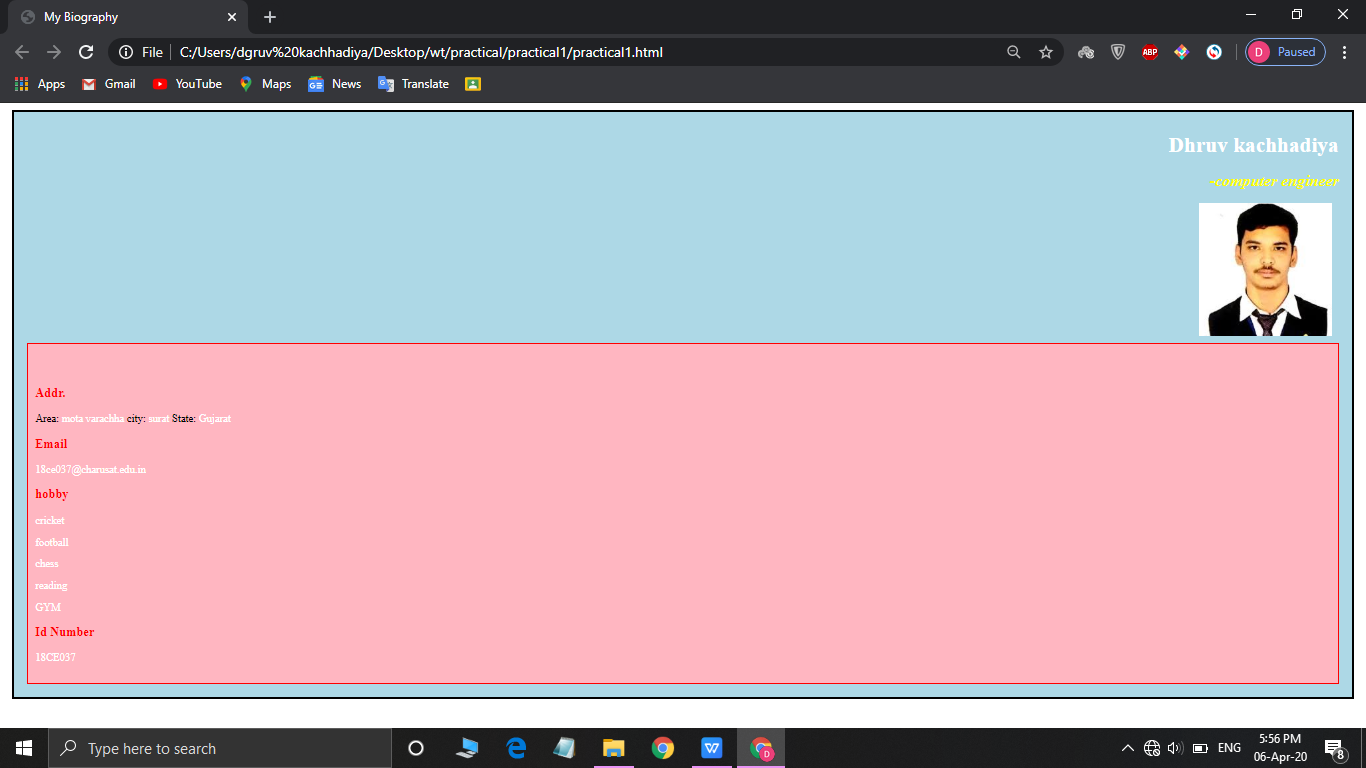 My Biography
File C:/Users/dgruv%20kachhadiya/Desktop/wt/practical/practical1/practical1.html
ABP
D Paused
Apps Gmail YouTube Maps News Translate
Dhruv kachhadiya
-computer engineer
Addr.
Area: mota varachha city: surat State: Gujarat
Email
18ce037@charusat.edu.in
hobby
cricket
football
chess
reading
GYM
Id Number
18CE037
Type here to search
D
ENG
5:56 PM
06-Apr-20
8